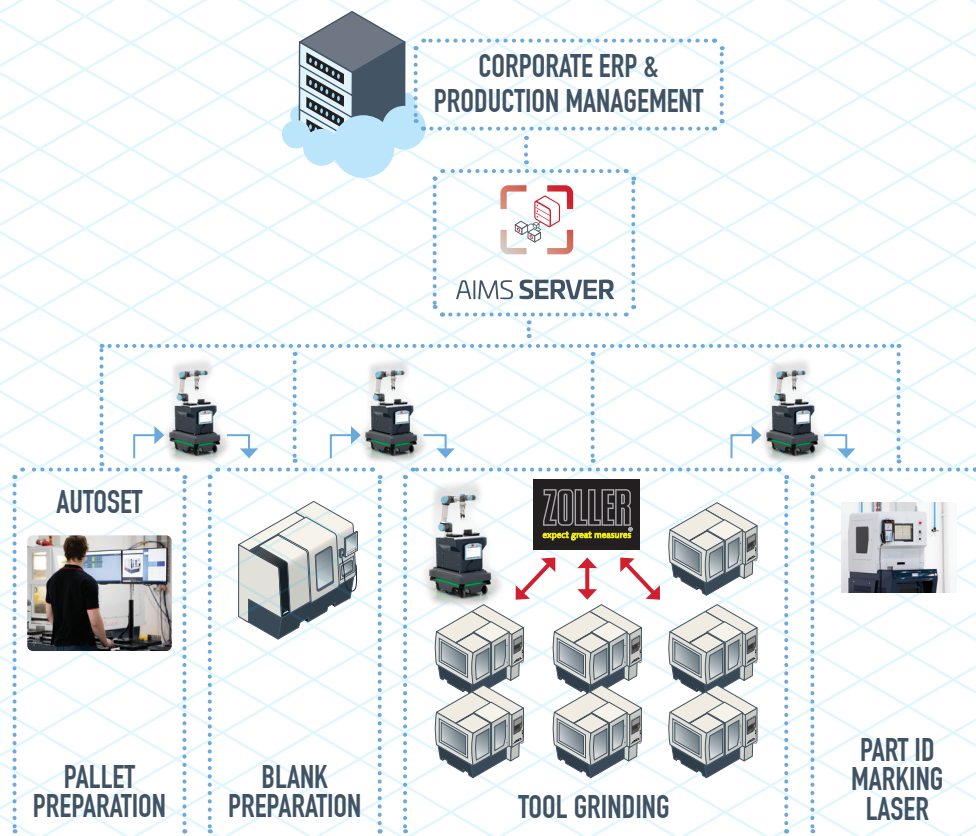 CORPORATE ERP &
PRODUCTION MANAGEMENT
AIMS SERVER
AUTOSET
ZOLLER
expect great measures
PALLET
PREPARATION
BLANK
PREPARATION
TOOL GRINDING
PART ID
MARKING
LASER